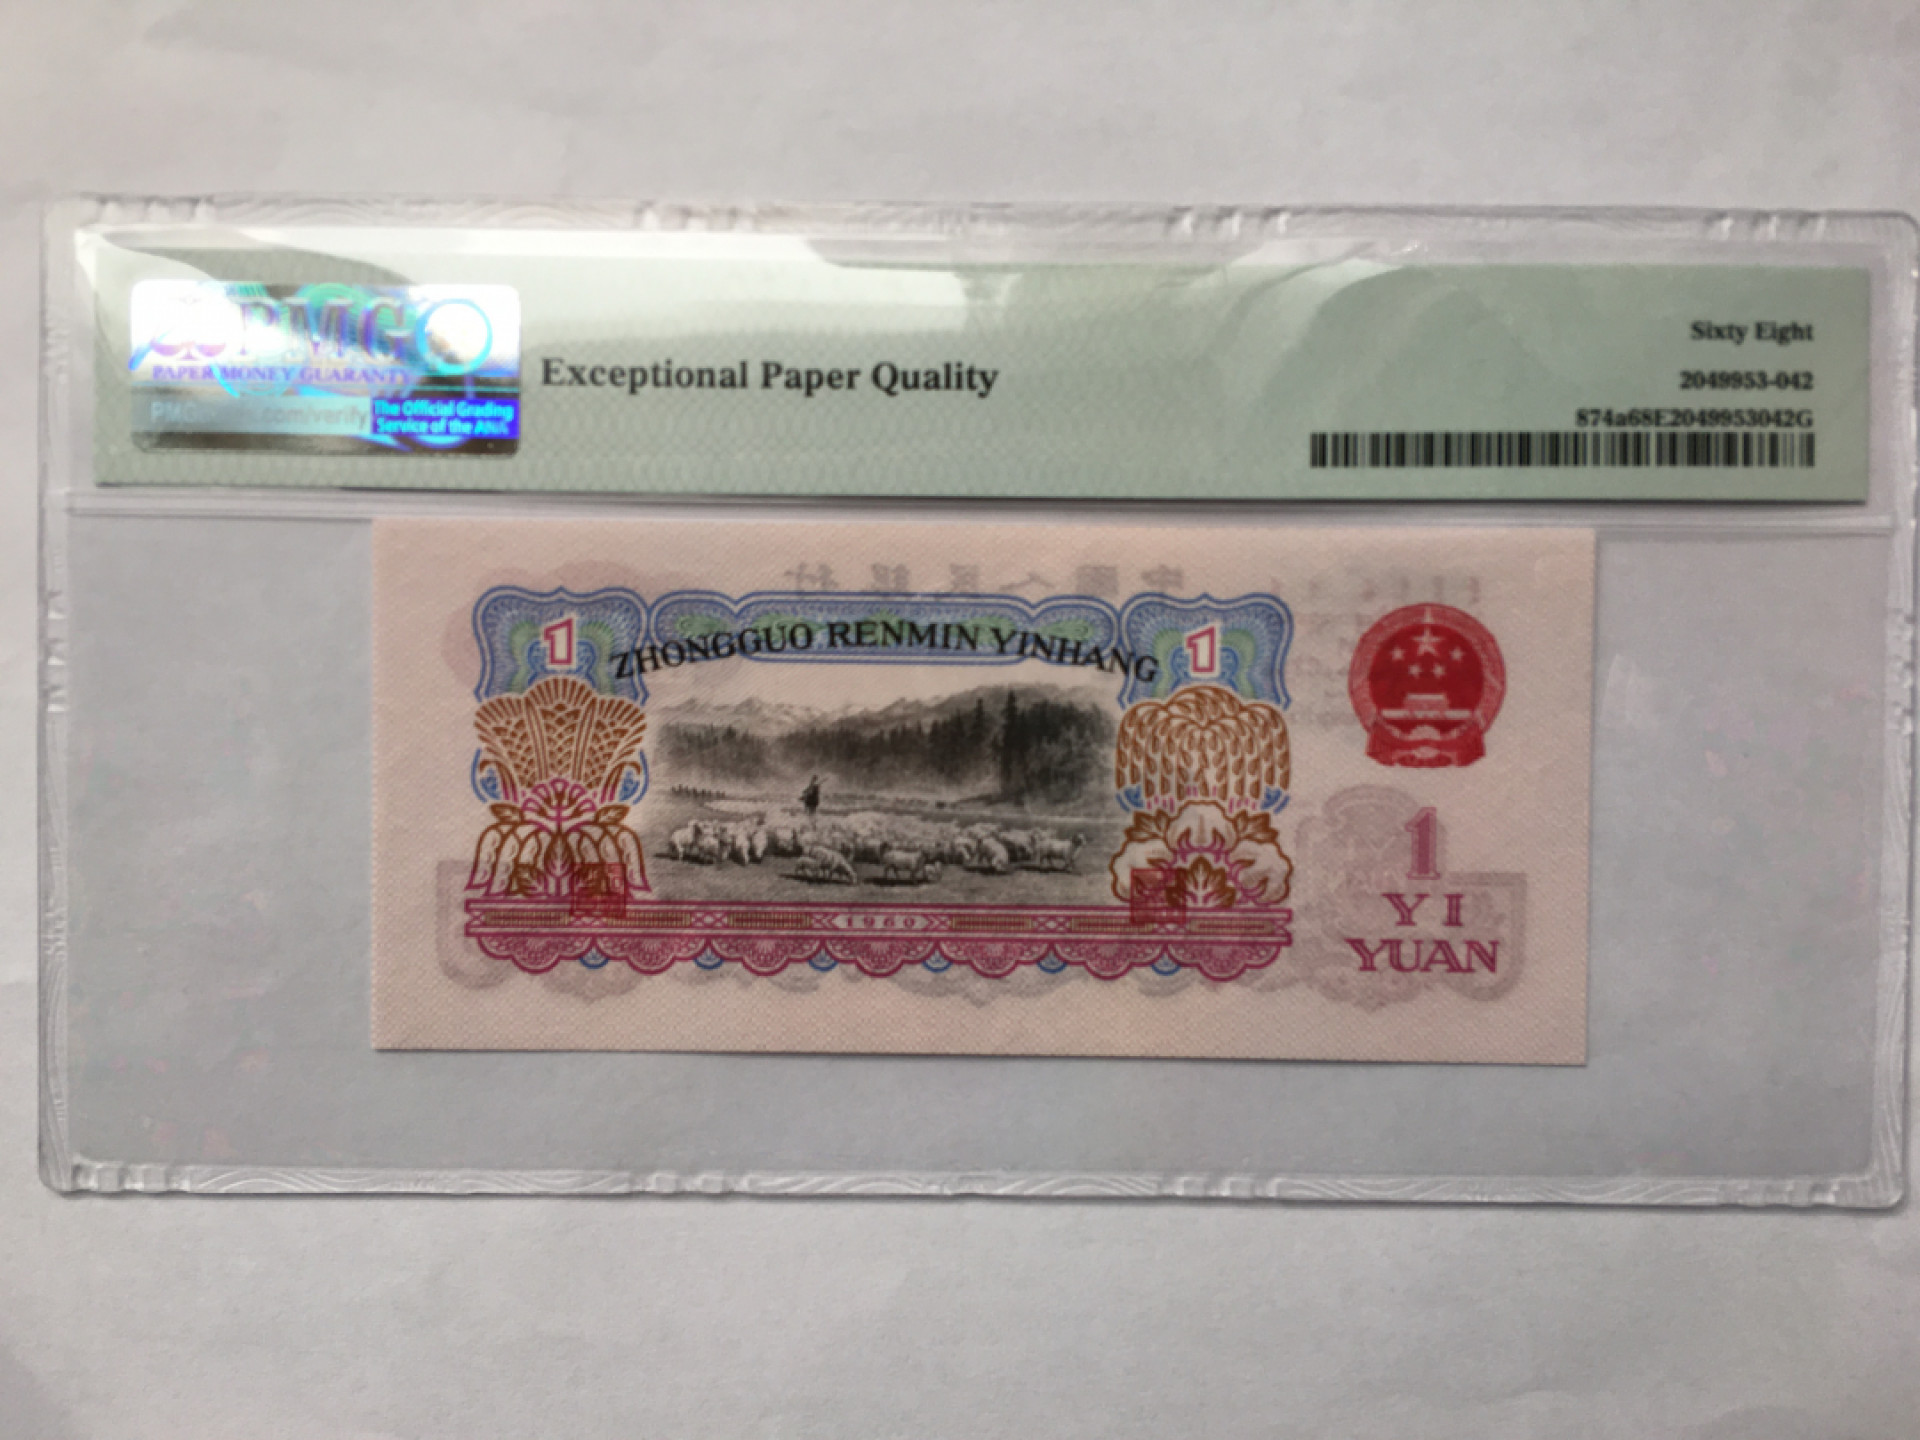 PMG
PAPER MONEY GUARANTY
The Official Grading
Service of the ANA
Exceptional Paper Quality
Sixty Eight
2049953-042
874a68E2049953042G
1
ZHONGGUO RENMIN YINHANG
1
1960
1
YI
YUAN